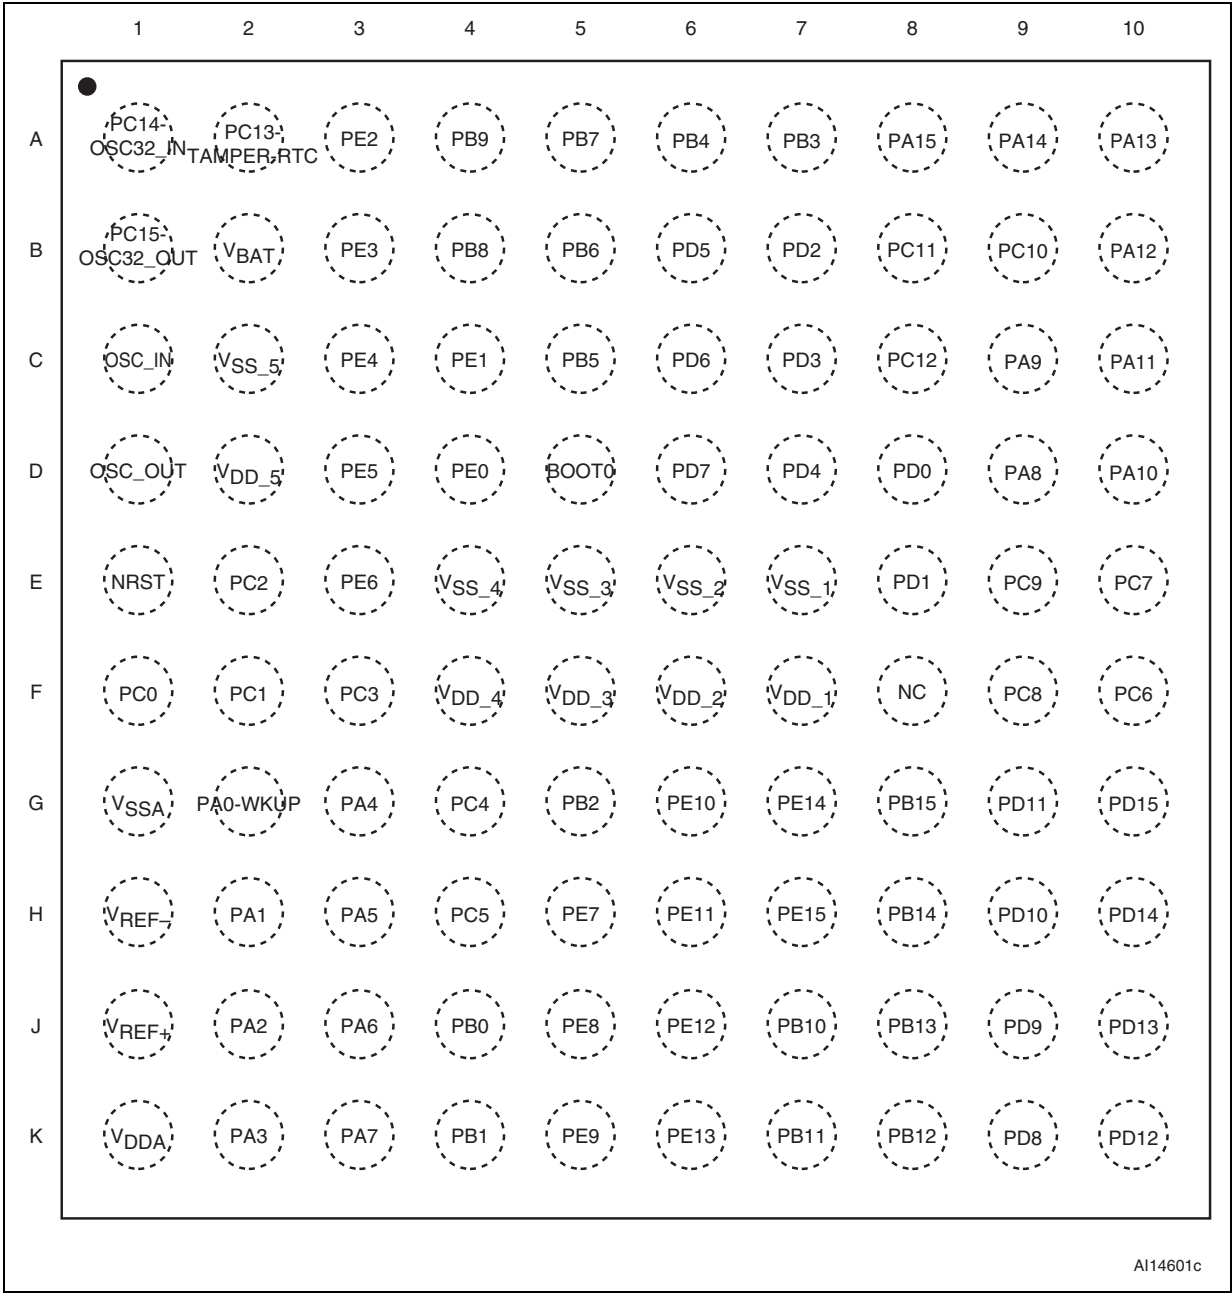 1 2 3 4 5 6 7 8 9 10
A PC14-OSC32_IN PC13-TAMPER-RTC PE2 PB9 PB7 PB4 PB3 PA15 PA14 PA13
B PC15-OSC32_OUT VBAT PE3 PB8 PB6 PD5 PD2 PC11 PC10 PA12
C OSC_IN VSS_5 PE4 PE1 PB5 PD6 PD3 PC12 PA9 PA11
D OSC_OUT VDD_5 PE5 PE0 BOOT0 PD7 PD4 PD0 PA8 PA10
E NRST PC2 PE6 VSS_4 VSS_3 VSS_2 VSS_1 PD1 PC9 PC7
F PC0 PC1 PC3 VDD_4 VDD_3 VDD_2 VDD_1 NC PC8 PC6
G VSSA PA0-WKUP PA4 PC4 PB2 PE10 PE14 PB15 PD11 PD15
H VREF– PA1 PA5 PC5 PE7 PE11 PE15 PB14 PD10 PD14
J VREF+ PA2 PA6 PB0 PE8 PE12 PB10 PB13 PD9 PD13
K VDDA PA3 PA7 PB1 PE9 PE13 PB11 PB12 PD8 PD12
AI14601c